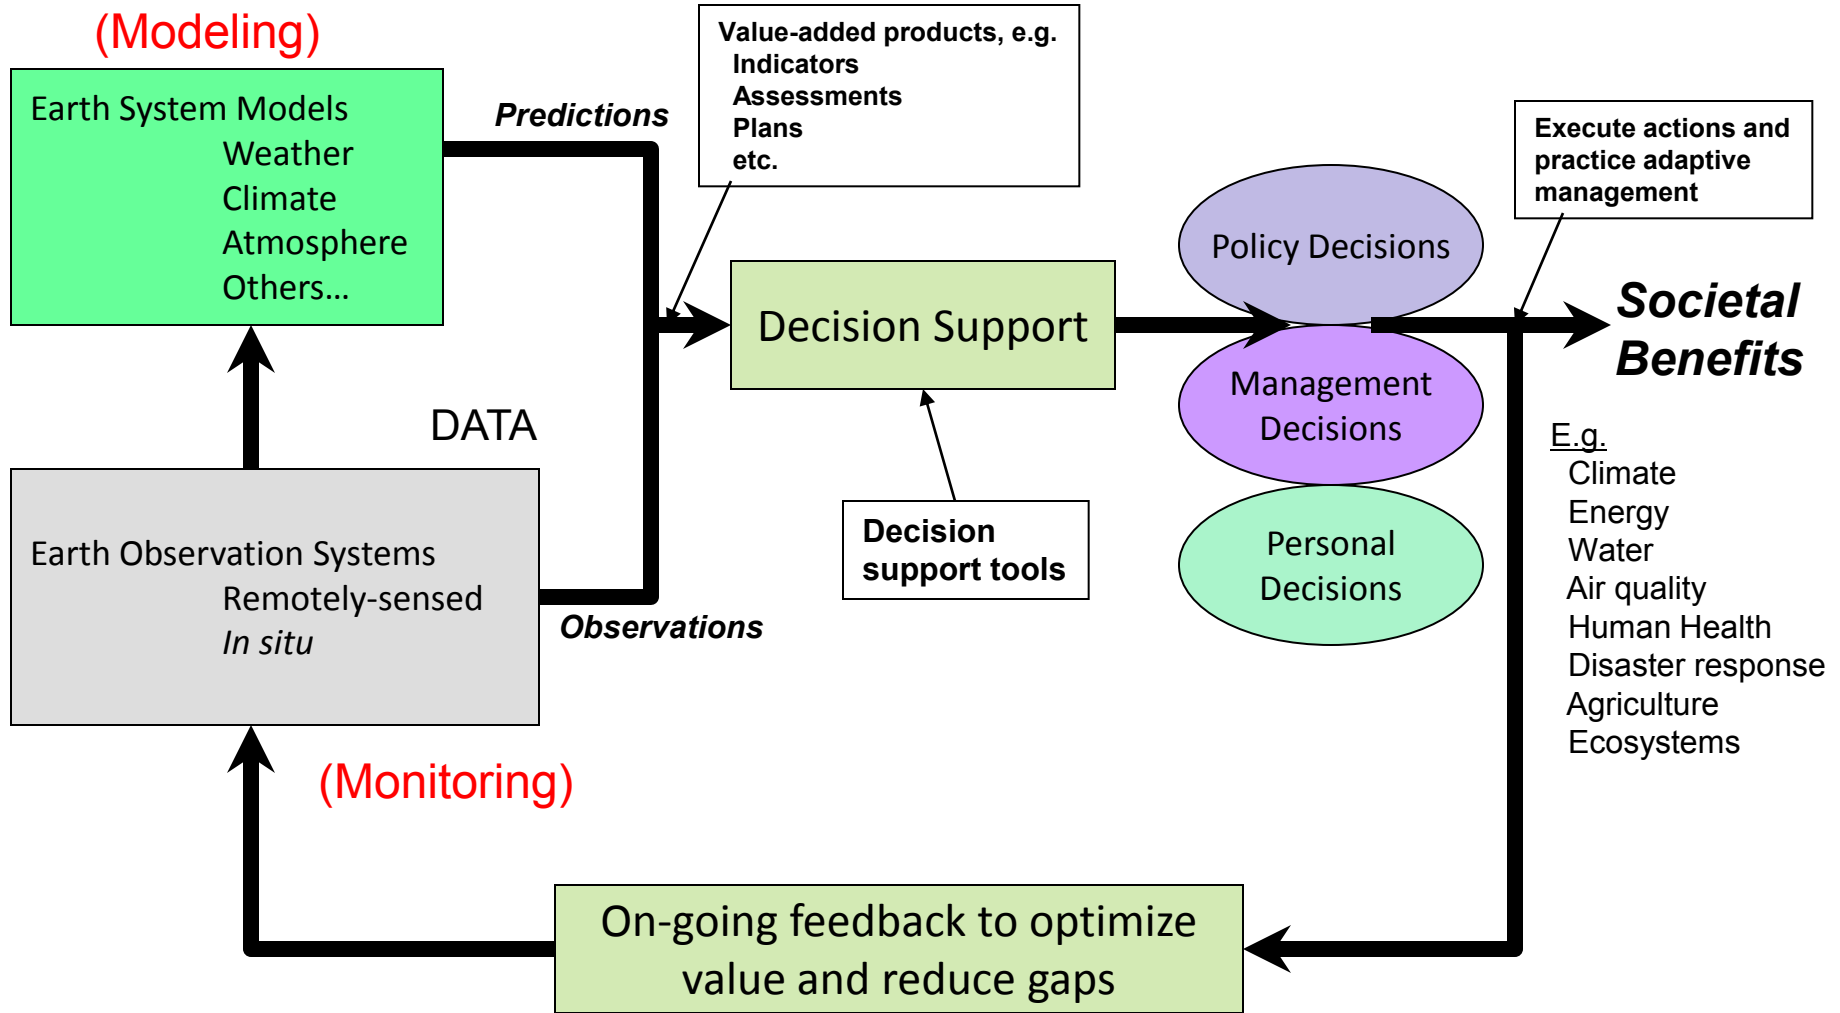 (Modeling)
Earth System Models
Weather
Climate
Atmosphere
Others...
Predictions
Value-added products, e.g.
Indicators
Assessments
Plans
etc.
Execute actions and
practice adaptive
management
Policy Decisions
Decision Support
Societal
Benefits
Management
Decisions
DATA
E.g.
Climate
Energy
Water
Air quality
Human Health
Disaster response
Agriculture
Ecosystems
Decision
support tools
Personal
Decisions
Earth Observation Systems
Remotely-sensed
In situ
Observations
(Monitoring)
On-going feedback to optimize
value and reduce gaps